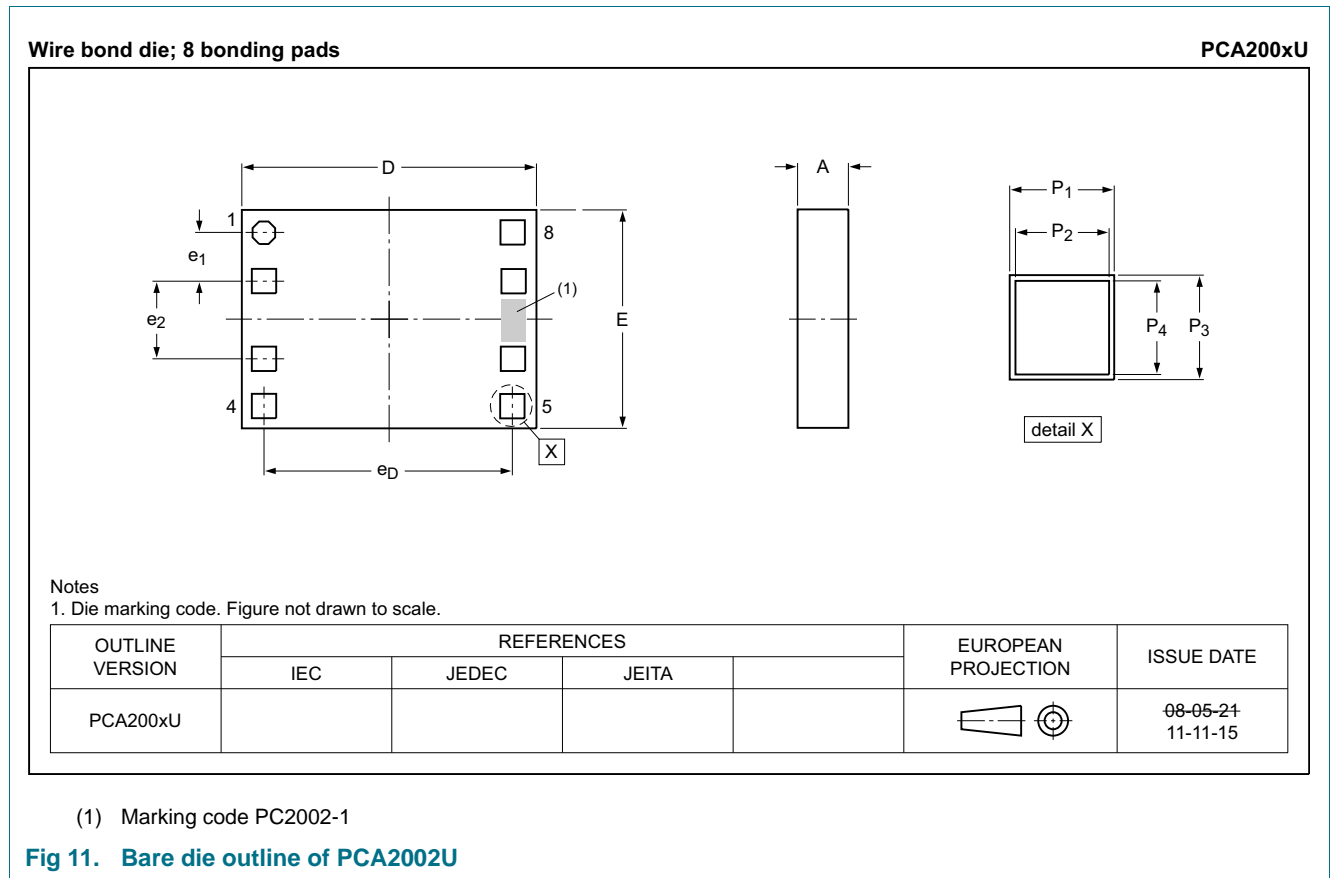 Wire bond die; 8 bonding pads PCA200xU
D
A
P1
P2
1
8
e1
(1)
e2
E
P4 P3
4
5
X
detail X
eD
Notes
1. Die marking code. Figure not drawn to scale.
OUTLINE VERSION REFERENCES EUROPEAN PROJECTION ISSUE DATE
IEC JEDEC JEITA
PCA200xU 08-05-21
11-11-15
(1) Marking code PC2002-1
Fig 11. Bare die outline of PCA2002U